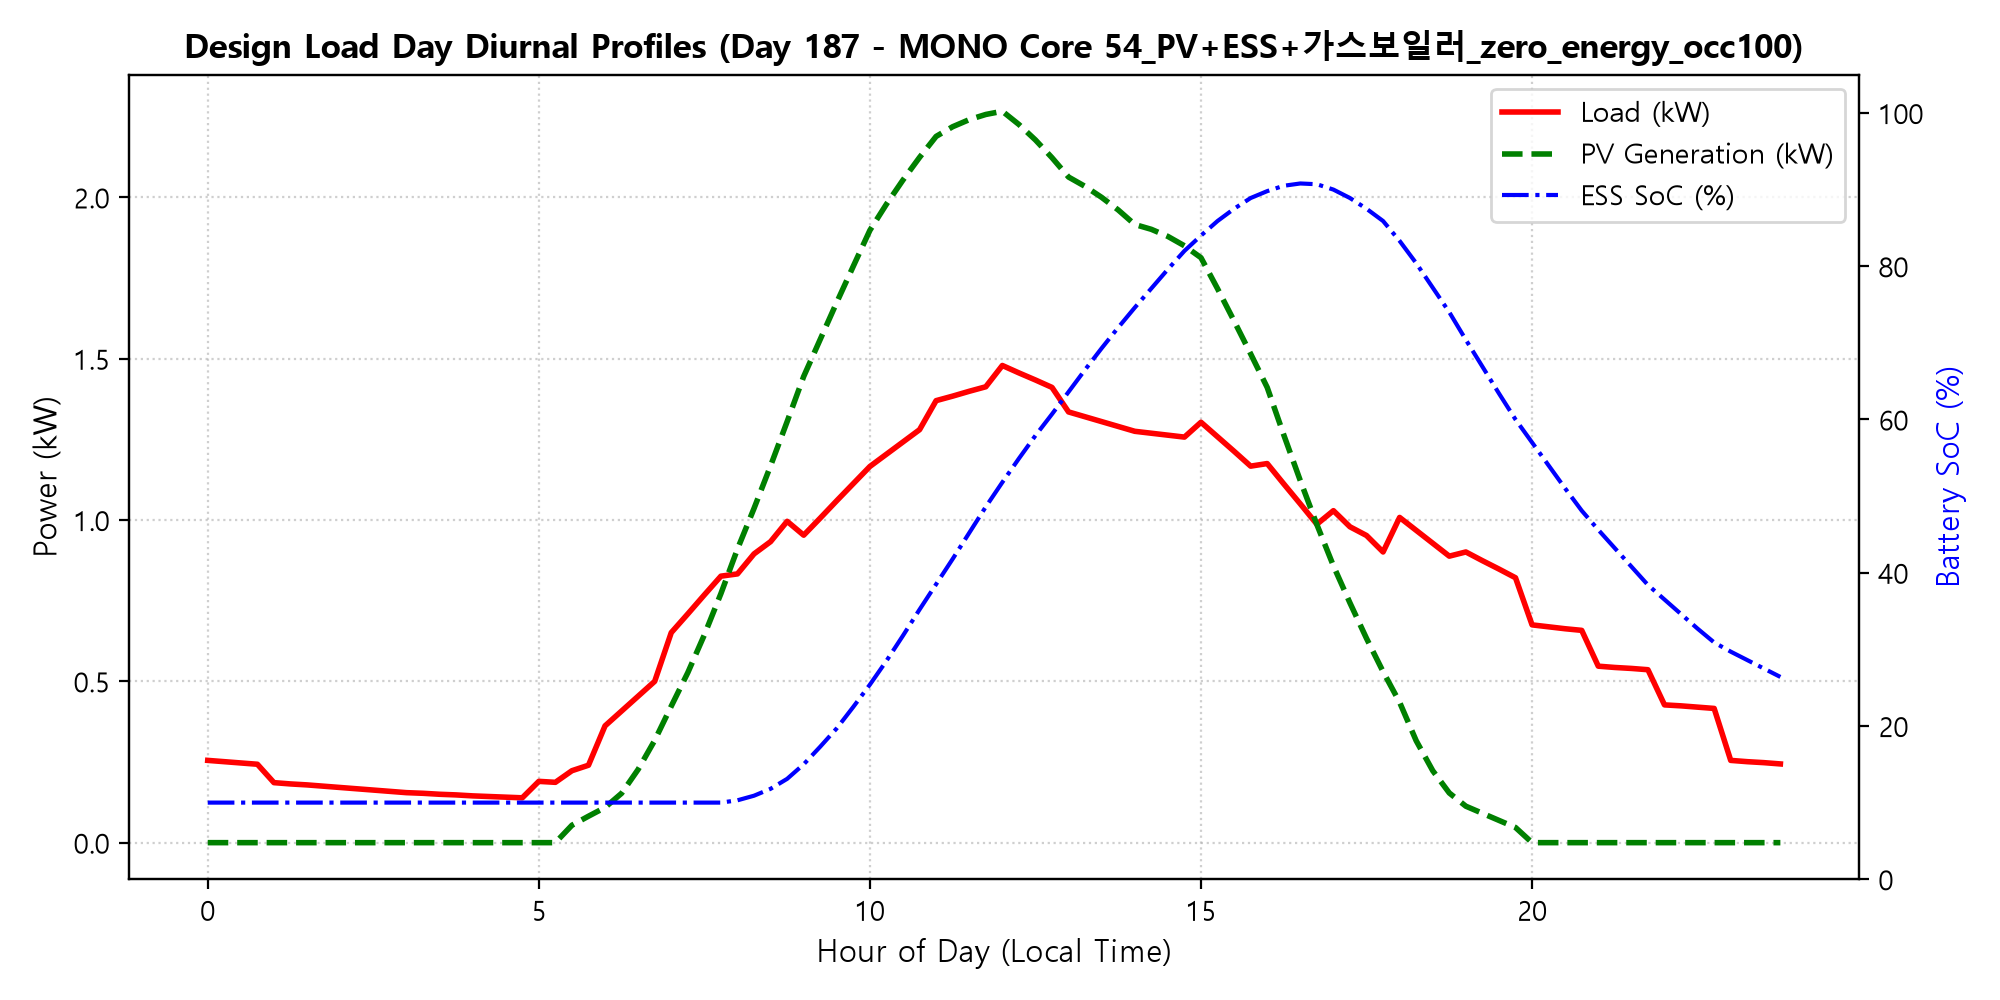 Design Load Day Diurnal Profiles (Day 187 - MONO Core 54_PV+ESS+가스보일러_zero_energy_occ100)
Load (kW)
PV Generation (kW)
ESS SoC (%)
Power (kW)
2.0
1.5
1.0
0.5
0.0
100
80
60
40
20
0
Battery SoC (%)
0
5
10
15
20
Hour of Day (Local Time)